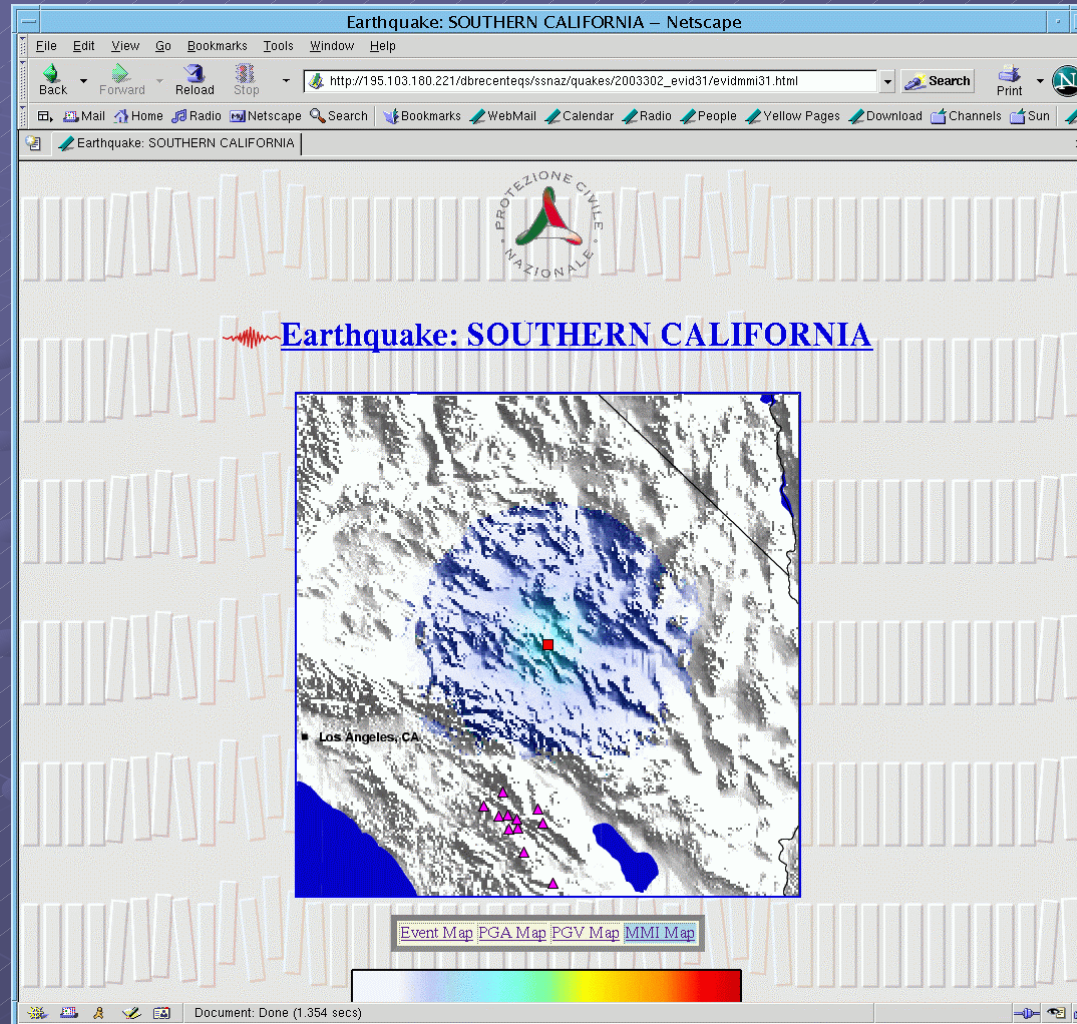 Earthquake: SOUTHERN CALIFORNIA – Netscape
File Edit View Go Bookmarks Tools Window Help
Back Forward Reload Stop http://195.103.180.221/dbrecenteqs/ssnaz/quakes/2003302_evid31/evidmmi31.html Search Print N
Mail Home Radio Netscape Search Bookmarks WebMail Calendar Radio People Yellow Pages Download Channels Sun
Earthquake: SOUTHERN CALIFORNIA
PROTEZIONE CIVILE NAZIONALE
Earthquake: SOUTHERN CALIFORNIA
Los Angeles, CA
Event Map PGA Map PGV Map MMI Map
Document: Done (1.354 secs)